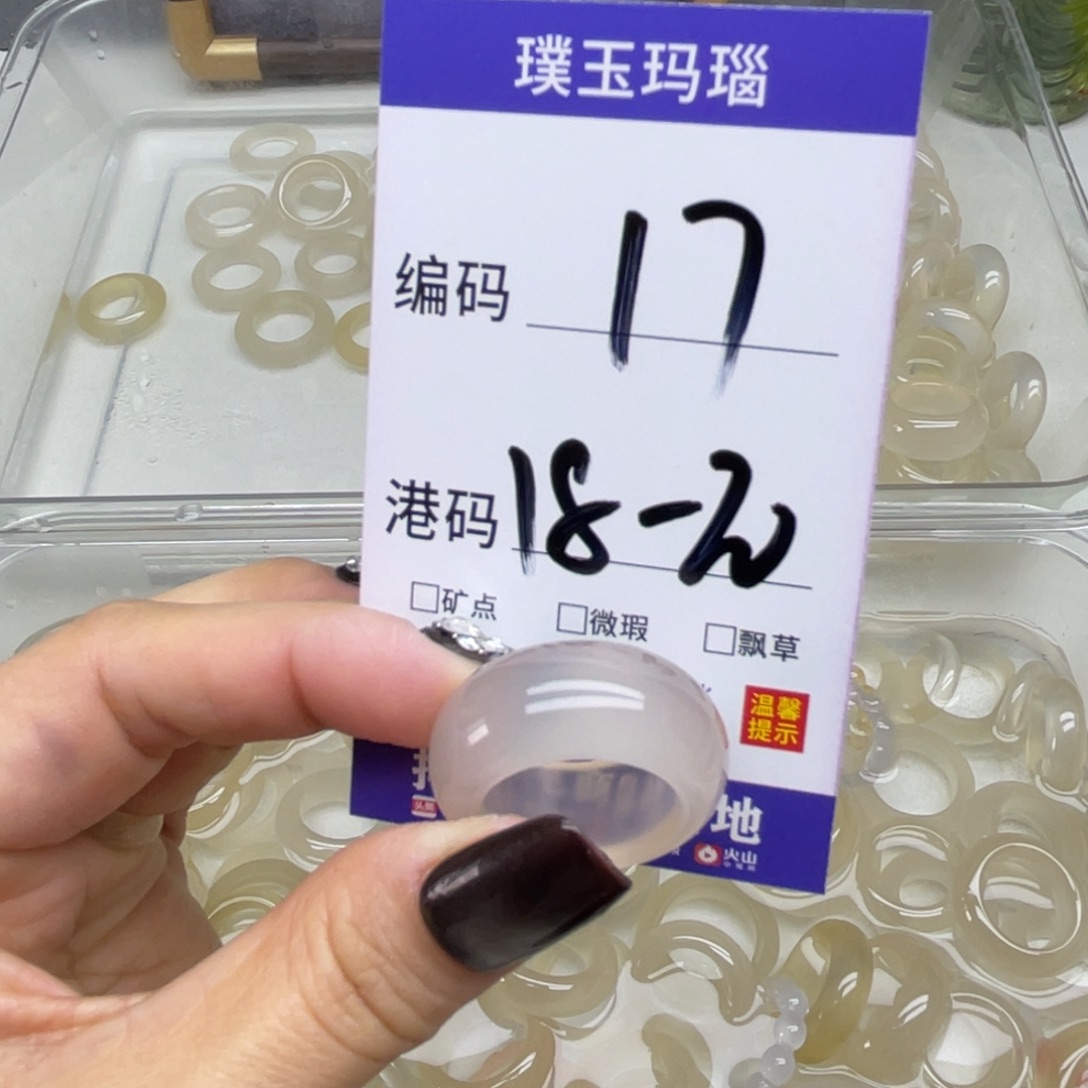 璞玉玛瑙
编码 17
港码 18-20
□矿点 □微瑕 □飘草
温馨
提示
地
火山